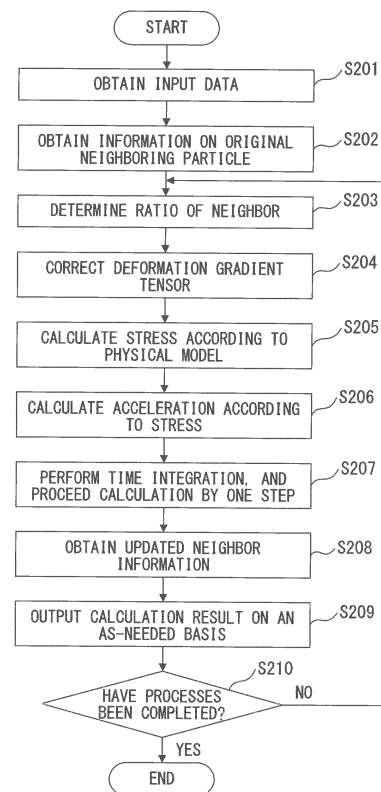 START
S201
OBTAIN INPUT DATA
S202
OBTAIN INFORMATION ON ORIGINAL
NEIGHBORING PARTICLE
S203
DETERMINE RATIO OF NEIGHBOR
S204
CORRECT DEFORMATION GRADIENT
TENSOR
S205
CALCULATE STRESS ACCORDING TO
PHYSICAL MODEL
S206
CALCULATE ACCELERATION ACCORDING
TO STRESS
S207
PERFORM TIME INTEGRATION, AND
PROCEED CALCULATION BY ONE STEP
S208
OBTAIN UPDATED NEIGHBOR
INFORMATION
S209
OUTPUT CALCULATION RESULT ON AN
AS-NEEDED BASIS
S210
HAVE PROCESSES
BEEN COMPLETED?
NO
YES
END